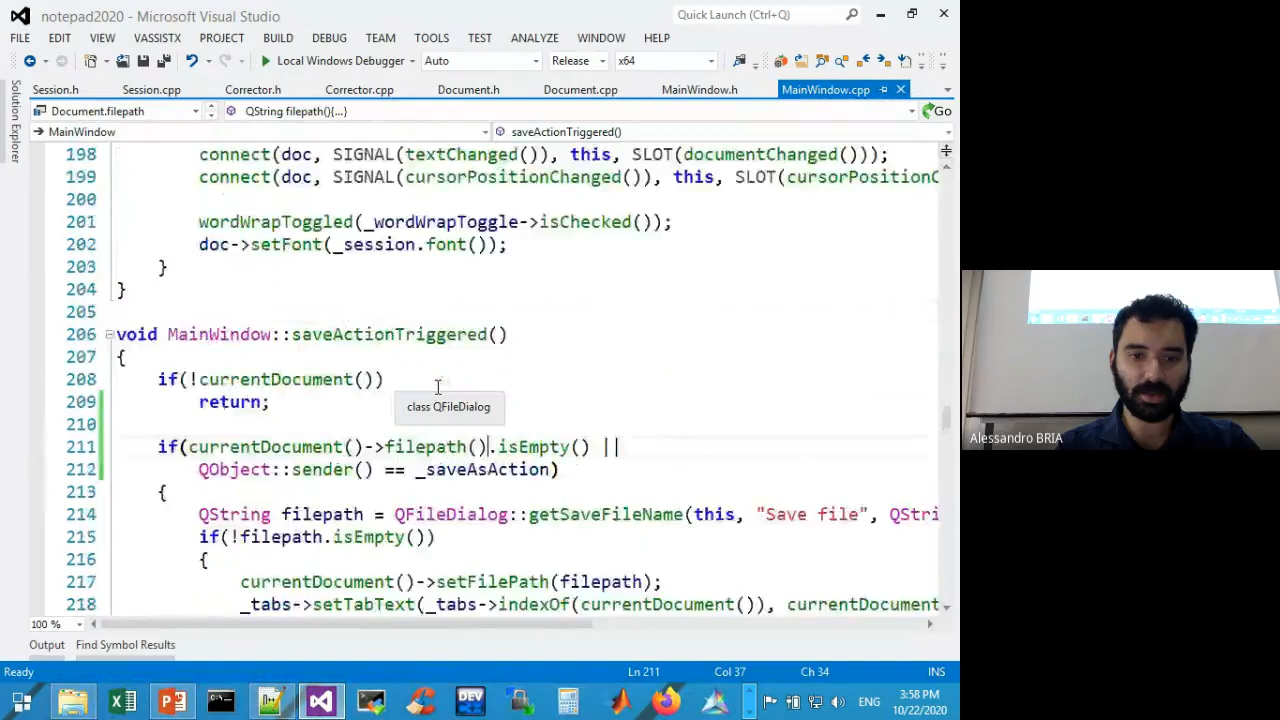 notepad2020 - Microsoft Visual Studio
Quick Launch (Ctrl+Q)
FILE EDIT VIEW VASSISTX PROJECT BUILD DEBUG TEAM TOOLS TEST ANALYZE WINDOW HELP
Local Windows Debugger Auto Release x64
Session.h Session.cpp Corrector.h Corrector.cpp Document.h Document.cpp MainWindow.h MainWindow.cpp
Document.filepath QString filepath(){...} Go
MainWindow saveActionTriggered()
Solution Explorer
198 connect(doc, SIGNAL(textChanged()), this, SLOT(documentChanged()));
199 connect(doc, SIGNAL(cursorPositionChanged()), this, SLOT(cursorPositionC
200
201 wordWrapToggled(_wordWrapToggle->isChecked());
202 doc->setFont(_session.font());
203 }
204 }
205
206 void MainWindow::saveActionTriggered()
207 {
208 if(!currentDocument())
209 return;
class QFileDialog
210
211 if(currentDocument()->filepath().isEmpty() ||
212 QObject::sender() == _saveAsAction)
213 {
214 QString filepath = QFileDialog::getSaveFileName(this, "Save file", QStri
215 if(!filepath.isEmpty())
216 {
217 currentDocument()->setFilePath(filepath);
218 _tabs->setTabText(_tabs->indexOf(currentDocument()), currentDocument
100 %
Output Find Symbol Results
Ready Ln 211 Col 37 Ch 34 INS
DEV
ENG
3:58 PM
10/22/2020
Alessandro BRIA